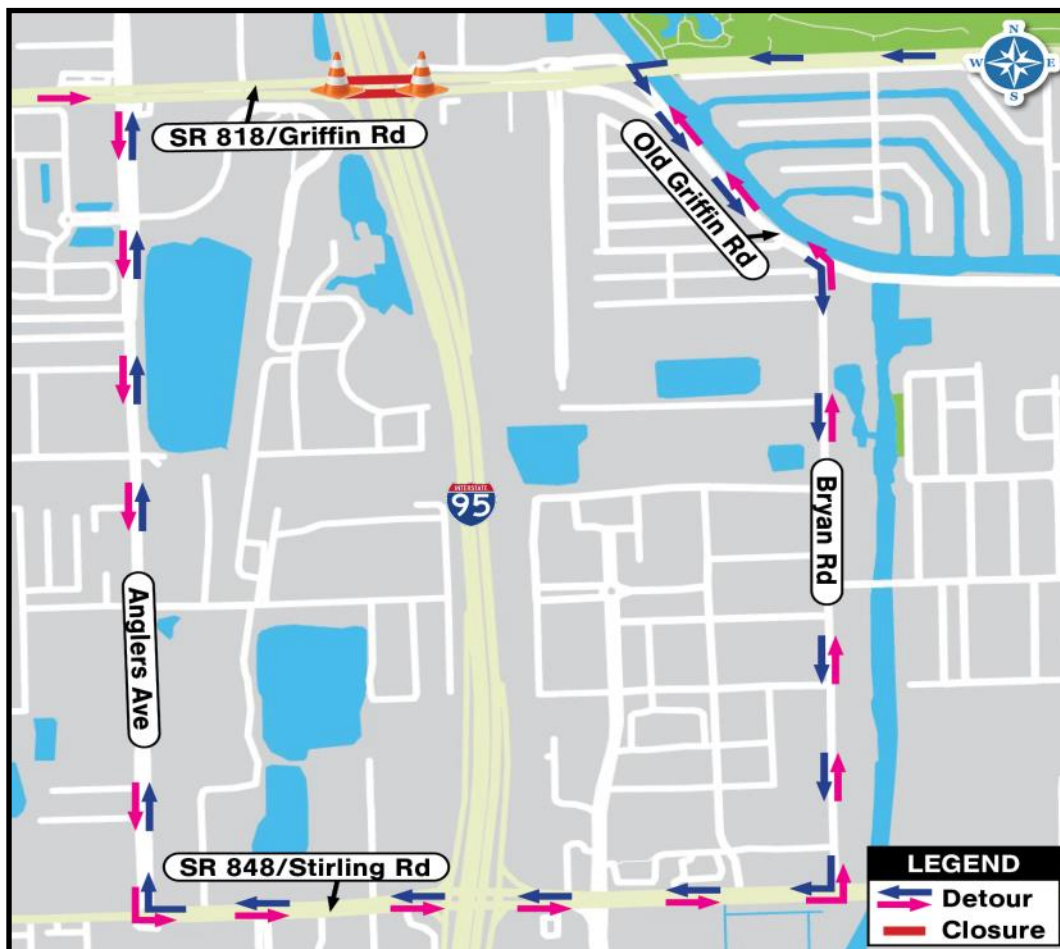 N
W E
S
SR 818/Griffin Rd
Old Griffin Rd
INTERSTATE
95
Bryan Rd
Anglers Ave
SR 848/Stirling Rd
LEGEND
Detour
Closure